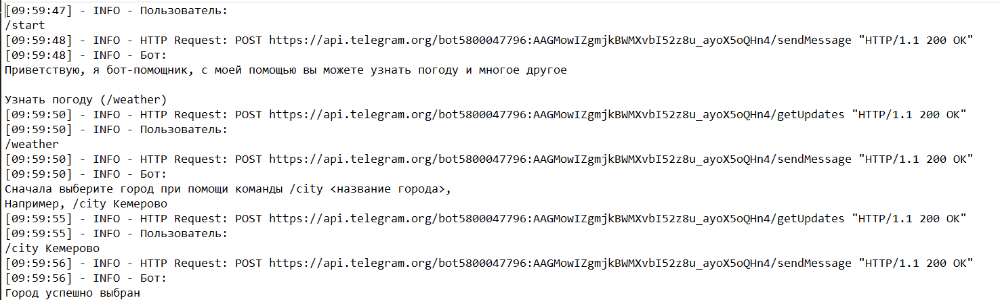 [09:59:47] - INFO - Пользователь:
/start
[09:59:48] - INFO - HTTP Request: POST https://api.telegram.org/bot5800047796:AAGMowIZgmjkBWMXvbI52z8u_ayoX5oQHn4/sendMessage "HTTP/1.1 200 OK"
[09:59:48] - INFO - Бот:
Приветствую, я бот-помощник, с моей помощью вы можете узнать погоду и многое другое
Узнать погоду (/weather)
[09:59:50] - INFO - HTTP Request: POST https://api.telegram.org/bot5800047796:AAGMowIZgmjkBWMXvbI52z8u_ayoX5oQHn4/getUpdates "HTTP/1.1 200 OK"
[09:59:50] - INFO - Пользователь:
/weather
[09:59:50] - INFO - HTTP Request: POST https://api.telegram.org/bot5800047796:AAGMowIZgmjkBWMXvbI52z8u_ayoX5oQHn4/sendMessage "HTTP/1.1 200 OK"
[09:59:50] - INFO - Бот:
Сначала выберите город при помощи команды /city <название города>,
Например, /city Кемерово
[09:59:55] - INFO - HTTP Request: POST https://api.telegram.org/bot5800047796:AAGMowIZgmjkBWMXvbI52z8u_ayoX5oQHn4/getUpdates "HTTP/1.1 200 OK"
[09:59:55] - INFO - Пользователь:
/city Кемерово
[09:59:56] - INFO - HTTP Request: POST https://api.telegram.org/bot5800047796:AAGMowIZgmjkBWMXvbI52z8u_ayoX5oQHn4/sendMessage "HTTP/1.1 200 OK"
[09:59:56] - INFO - Бот:
Город успешно выбран